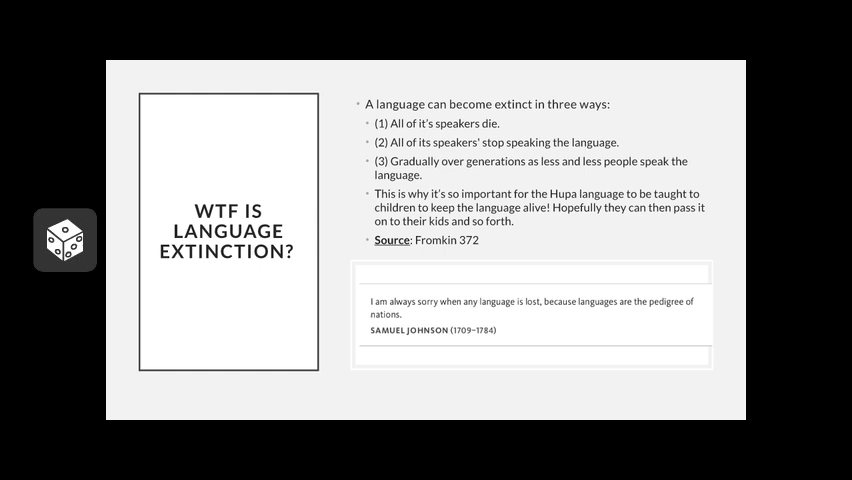 WTF IS
LANGUAGE
EXTINCTION?
A language can become extinct in three ways:
(1) All of it's speakers die.
(2) All of its speakers' stop speaking the language.
(3) Gradually over generations as less and less people speak the
language.
This is why it's so important for the Hupa language to be taught to
children to keep the language alive! Hopefully they can then pass it
on to their kids and so forth.
Source: Fromkin 372
I am always sorry when any language is lost, because languages are the pedigree of
nations.
SAMUEL JOHNSON (1709–1784)